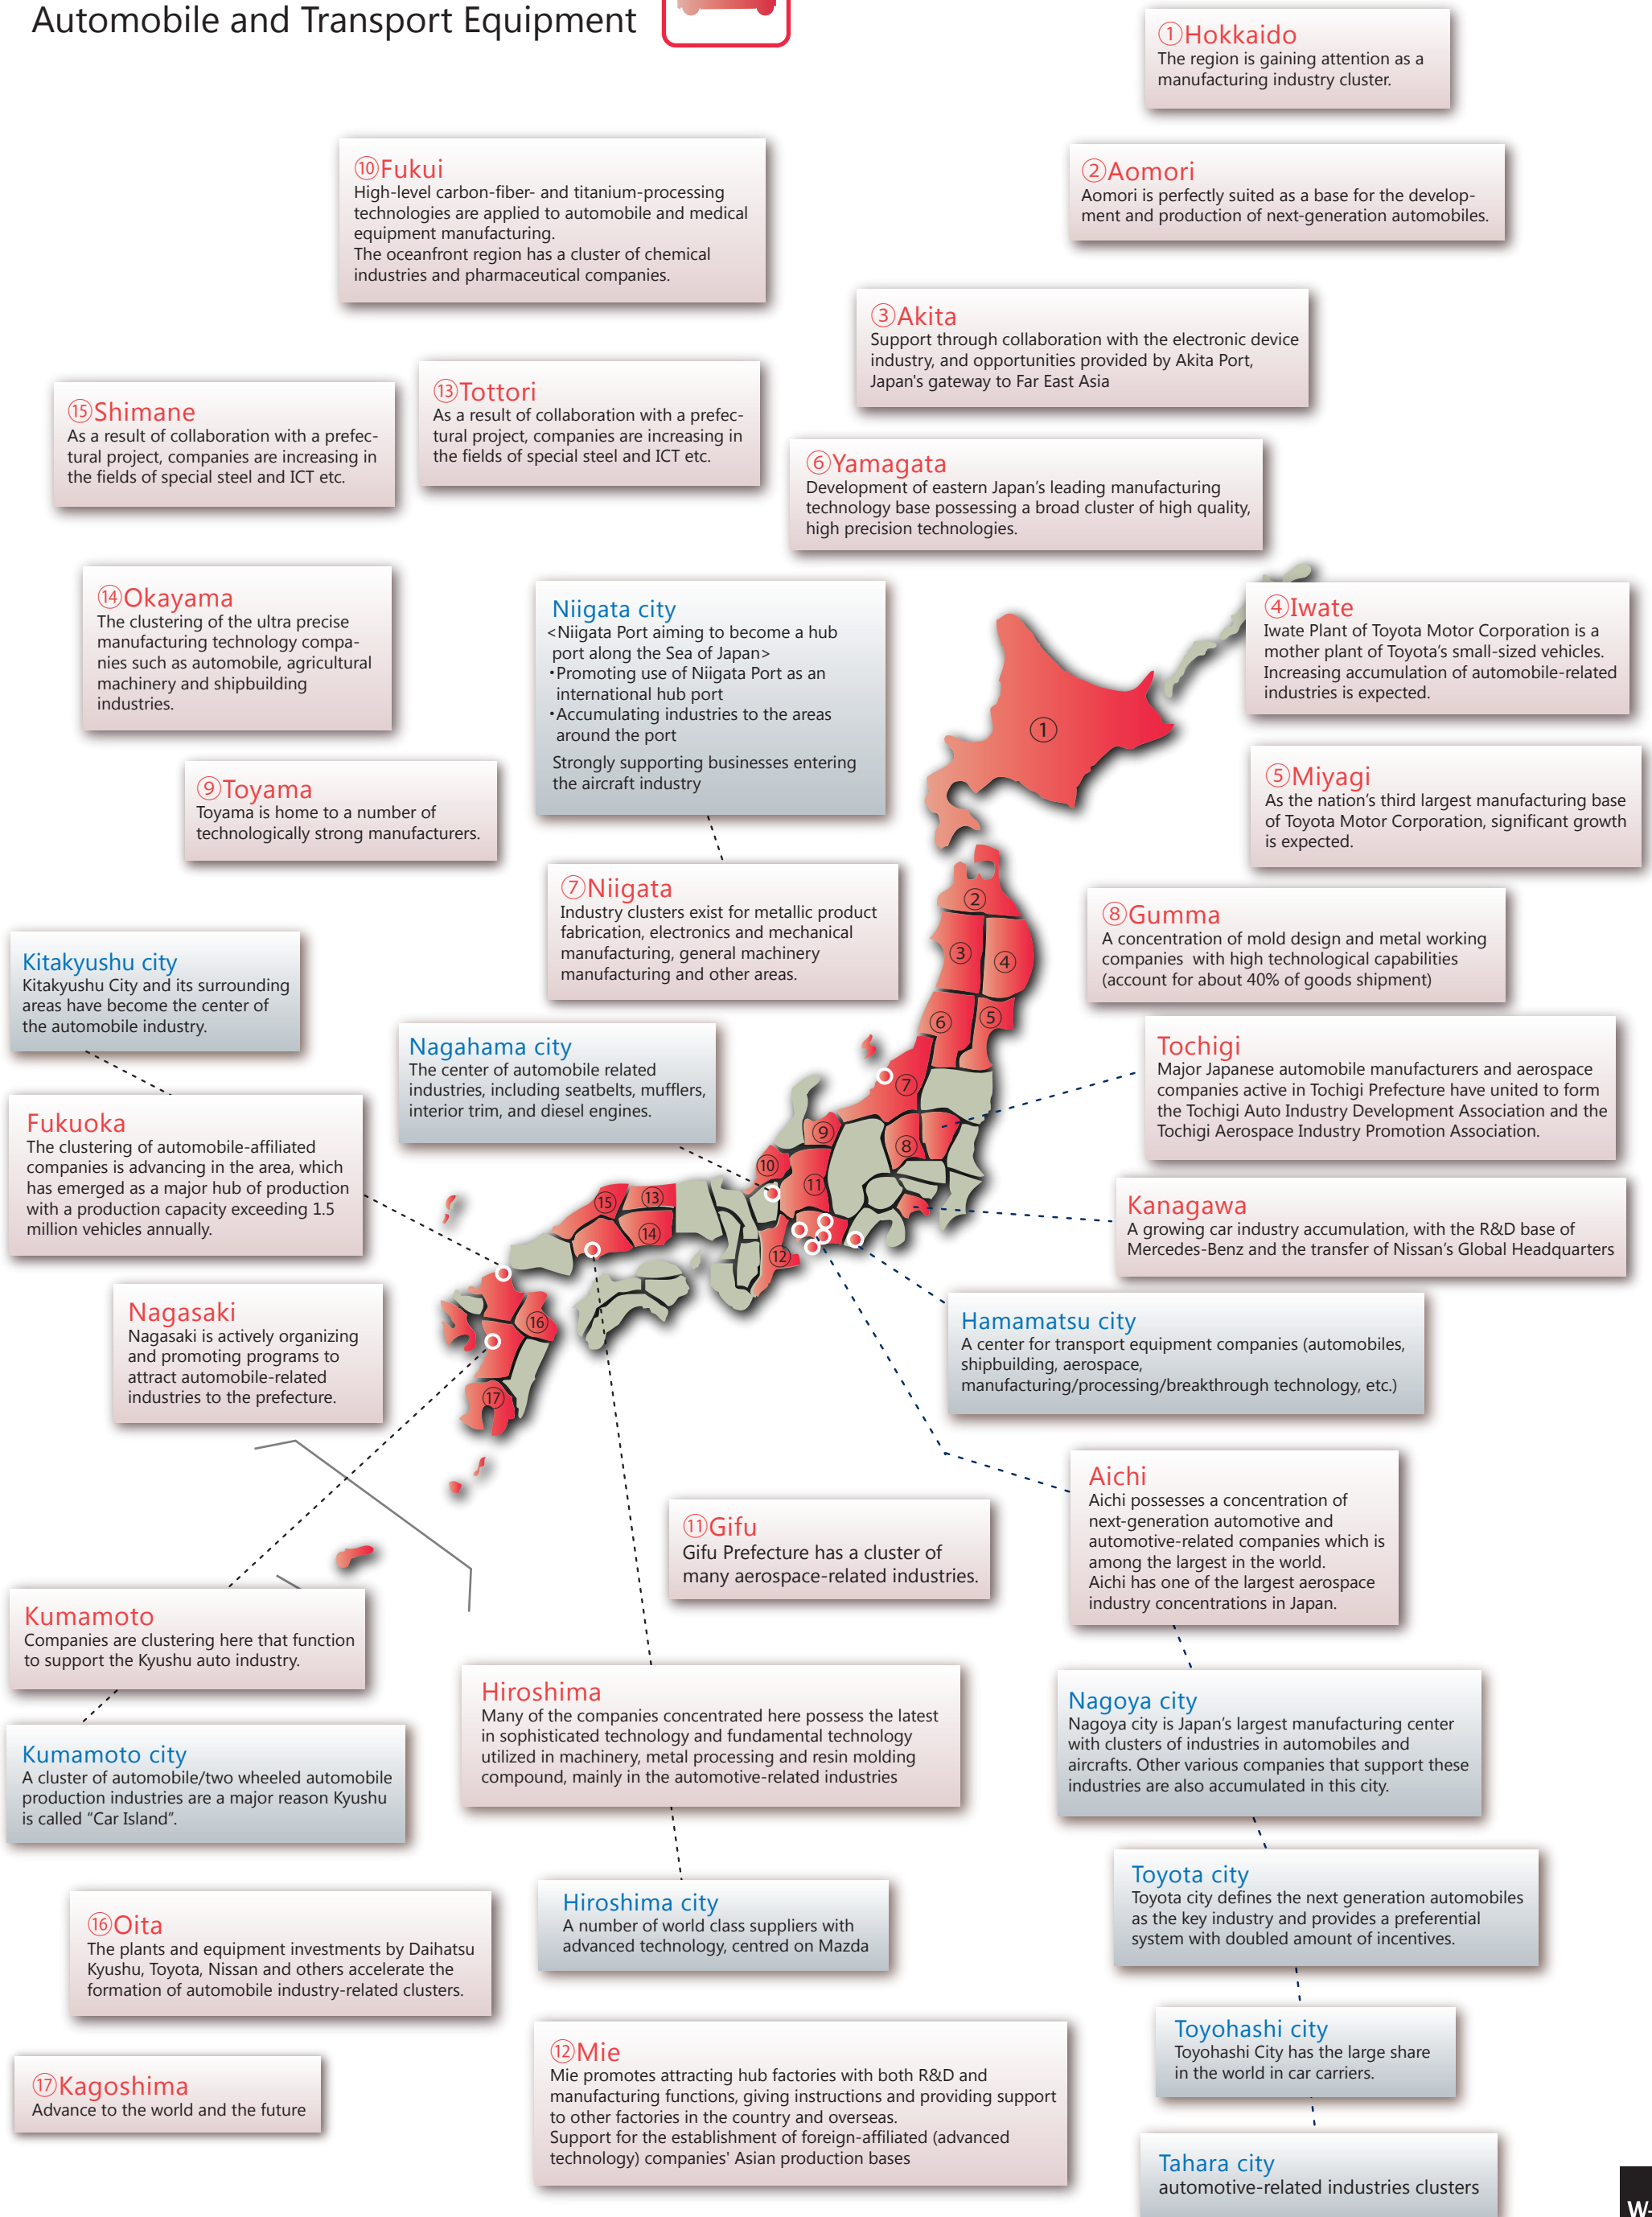 Automobile and Transport Equipment
①Hokkaido
The region is gaining attention as a
manufacturing industry cluster.
⑩Fukui
High-level carbon-fiber- and titanium-processing
technologies are applied to automobile and medical
equipment manufacturing.
The oceanfront region has a cluster of chemical
industries and pharmaceutical companies.
②Aomori
Aomori is perfectly suited as a base for the develop-
ment and production of next-generation automobiles.
③Akita
Support through collaboration with the electronic device
industry, and opportunities provided by Akita Port,
Japan's gateway to Far East Asia
⑮Shimane
As a result of collaboration with a prefec-
tural project, companies are increasing in
the fields of special steel and ICT etc.
⑬Tottori
As a result of collaboration with a prefec-
tural project, companies are increasing in
the fields of special steel and ICT etc.
⑥Yamagata
Development of eastern Japan's leading manufacturing
technology base possessing a broad cluster of high quality,
high precision technologies.
⑭Okayama
The clustering of the ultra precise
manufacturing technology compa-
nies such as automobile, agricultural
machinery and shipbuilding
industries.
Niigata city
<Niigata Port aiming to become a hub
port along the Sea of Japan>
・Promoting use of Niigata Port as an
international hub port
・Accumulating industries to the areas
around the port
Strongly supporting businesses entering
the aircraft industry
④Iwate
Iwate Plant of Toyota Motor Corporation is a
mother plant of Toyota's small-sized vehicles.
Increasing accumulation of automobile-related
industries is expected.
⑤Miyagi
As the nation's third largest manufacturing base
of Toyota Motor Corporation, significant growth
is expected.
⑨Toyama
Toyama is home to a number of
technologically strong manufacturers.
⑦Niigata
Industry clusters exist for metallic product
fabrication, electronics and mechanical
manufacturing, general machinery
manufacturing and other areas.
⑧Gumma
A concentration of mold design and metal working
companies with high technological capabilities
(account for about 40% of goods shipment)
Kitakyushu city
Kitakyushu City and its surrounding
areas have become the center of
the automobile industry.
Nagahama city
The center of automobile related
industries, including seatbelts, mufflers,
interior trim, and diesel engines.
Tochigi
Major Japanese automobile manufacturers and aerospace
companies active in Tochigi Prefecture have united to form
the Tochigi Auto Industry Development Association and the
Tochigi Aerospace Industry Promotion Association.
Fukuoka
The clustering of automobile-affiliated
companies is advancing in the area, which
has emerged as a major hub of production
with a production capacity exceeding 1.5
million vehicles annually.
Kanagawa
A growing car industry accumulation, with the R&D base of
Mercedes-Benz and the transfer of Nissan's Global Headquarters
①
②
③
④
⑤
⑥
⑦
⑧
⑨
⑩
⑪
⑫
⑬
⑭
⑮
⑯
⑰
Nagasaki
Nagasaki is actively organizing
and promoting programs to
attract automobile-related
industries to the prefecture.
Hamamatsu city
A center for transport equipment companies (automobiles,
shipbuilding, aerospace,
manufacturing/processing/breakthrough technology, etc.)
Aichi
Aichi possesses a concentration of
next-generation automotive and
automotive-related companies which is
among the largest in the world.
Aichi has one of the largest aerospace
industry concentrations in Japan.
⑪Gifu
Gifu Prefecture has a cluster of
many aerospace-related industries.
Kumamoto
Companies are clustering here that function
to support the Kyushu auto industry.
Hiroshima
Many of the companies concentrated here possess the latest
in sophisticated technology and fundamental technology
utilized in machinery, metal processing and resin molding
compound, mainly in the automotive-related industries
Nagoya city
Nagoya city is Japan's largest manufacturing center
with clusters of industries in automobiles and
aircrafts. Other various companies that support these
industries are also accumulated in this city.
Kumamoto city
A cluster of automobile/two wheeled automobile
production industries are a major reason Kyushu
is called "Car Island".
Toyota city
Toyota city defines the next generation automobiles
as the key industry and provides a preferential
system with doubled amount of incentives.
Hiroshima city
A number of world class suppliers with
advanced technology, centred on Mazda
⑯Oita
The plants and equipment investments by Daihatsu
Kyushu, Toyota, Nissan and others accelerate the
formation of automobile industry-related clusters.
Toyohashi city
Toyohashi City has the large share
in the world in car carriers.
⑫Mie
Mie promotes attracting hub factories with both R&D and
manufacturing functions, giving instructions and providing support
to other factories in the country and overseas.
Support for the establishment of foreign-affiliated (advanced
technology) companies' Asian production bases
⑰Kagoshima
Advance to the world and the future
Tahara city
automotive-related industries clusters
W-